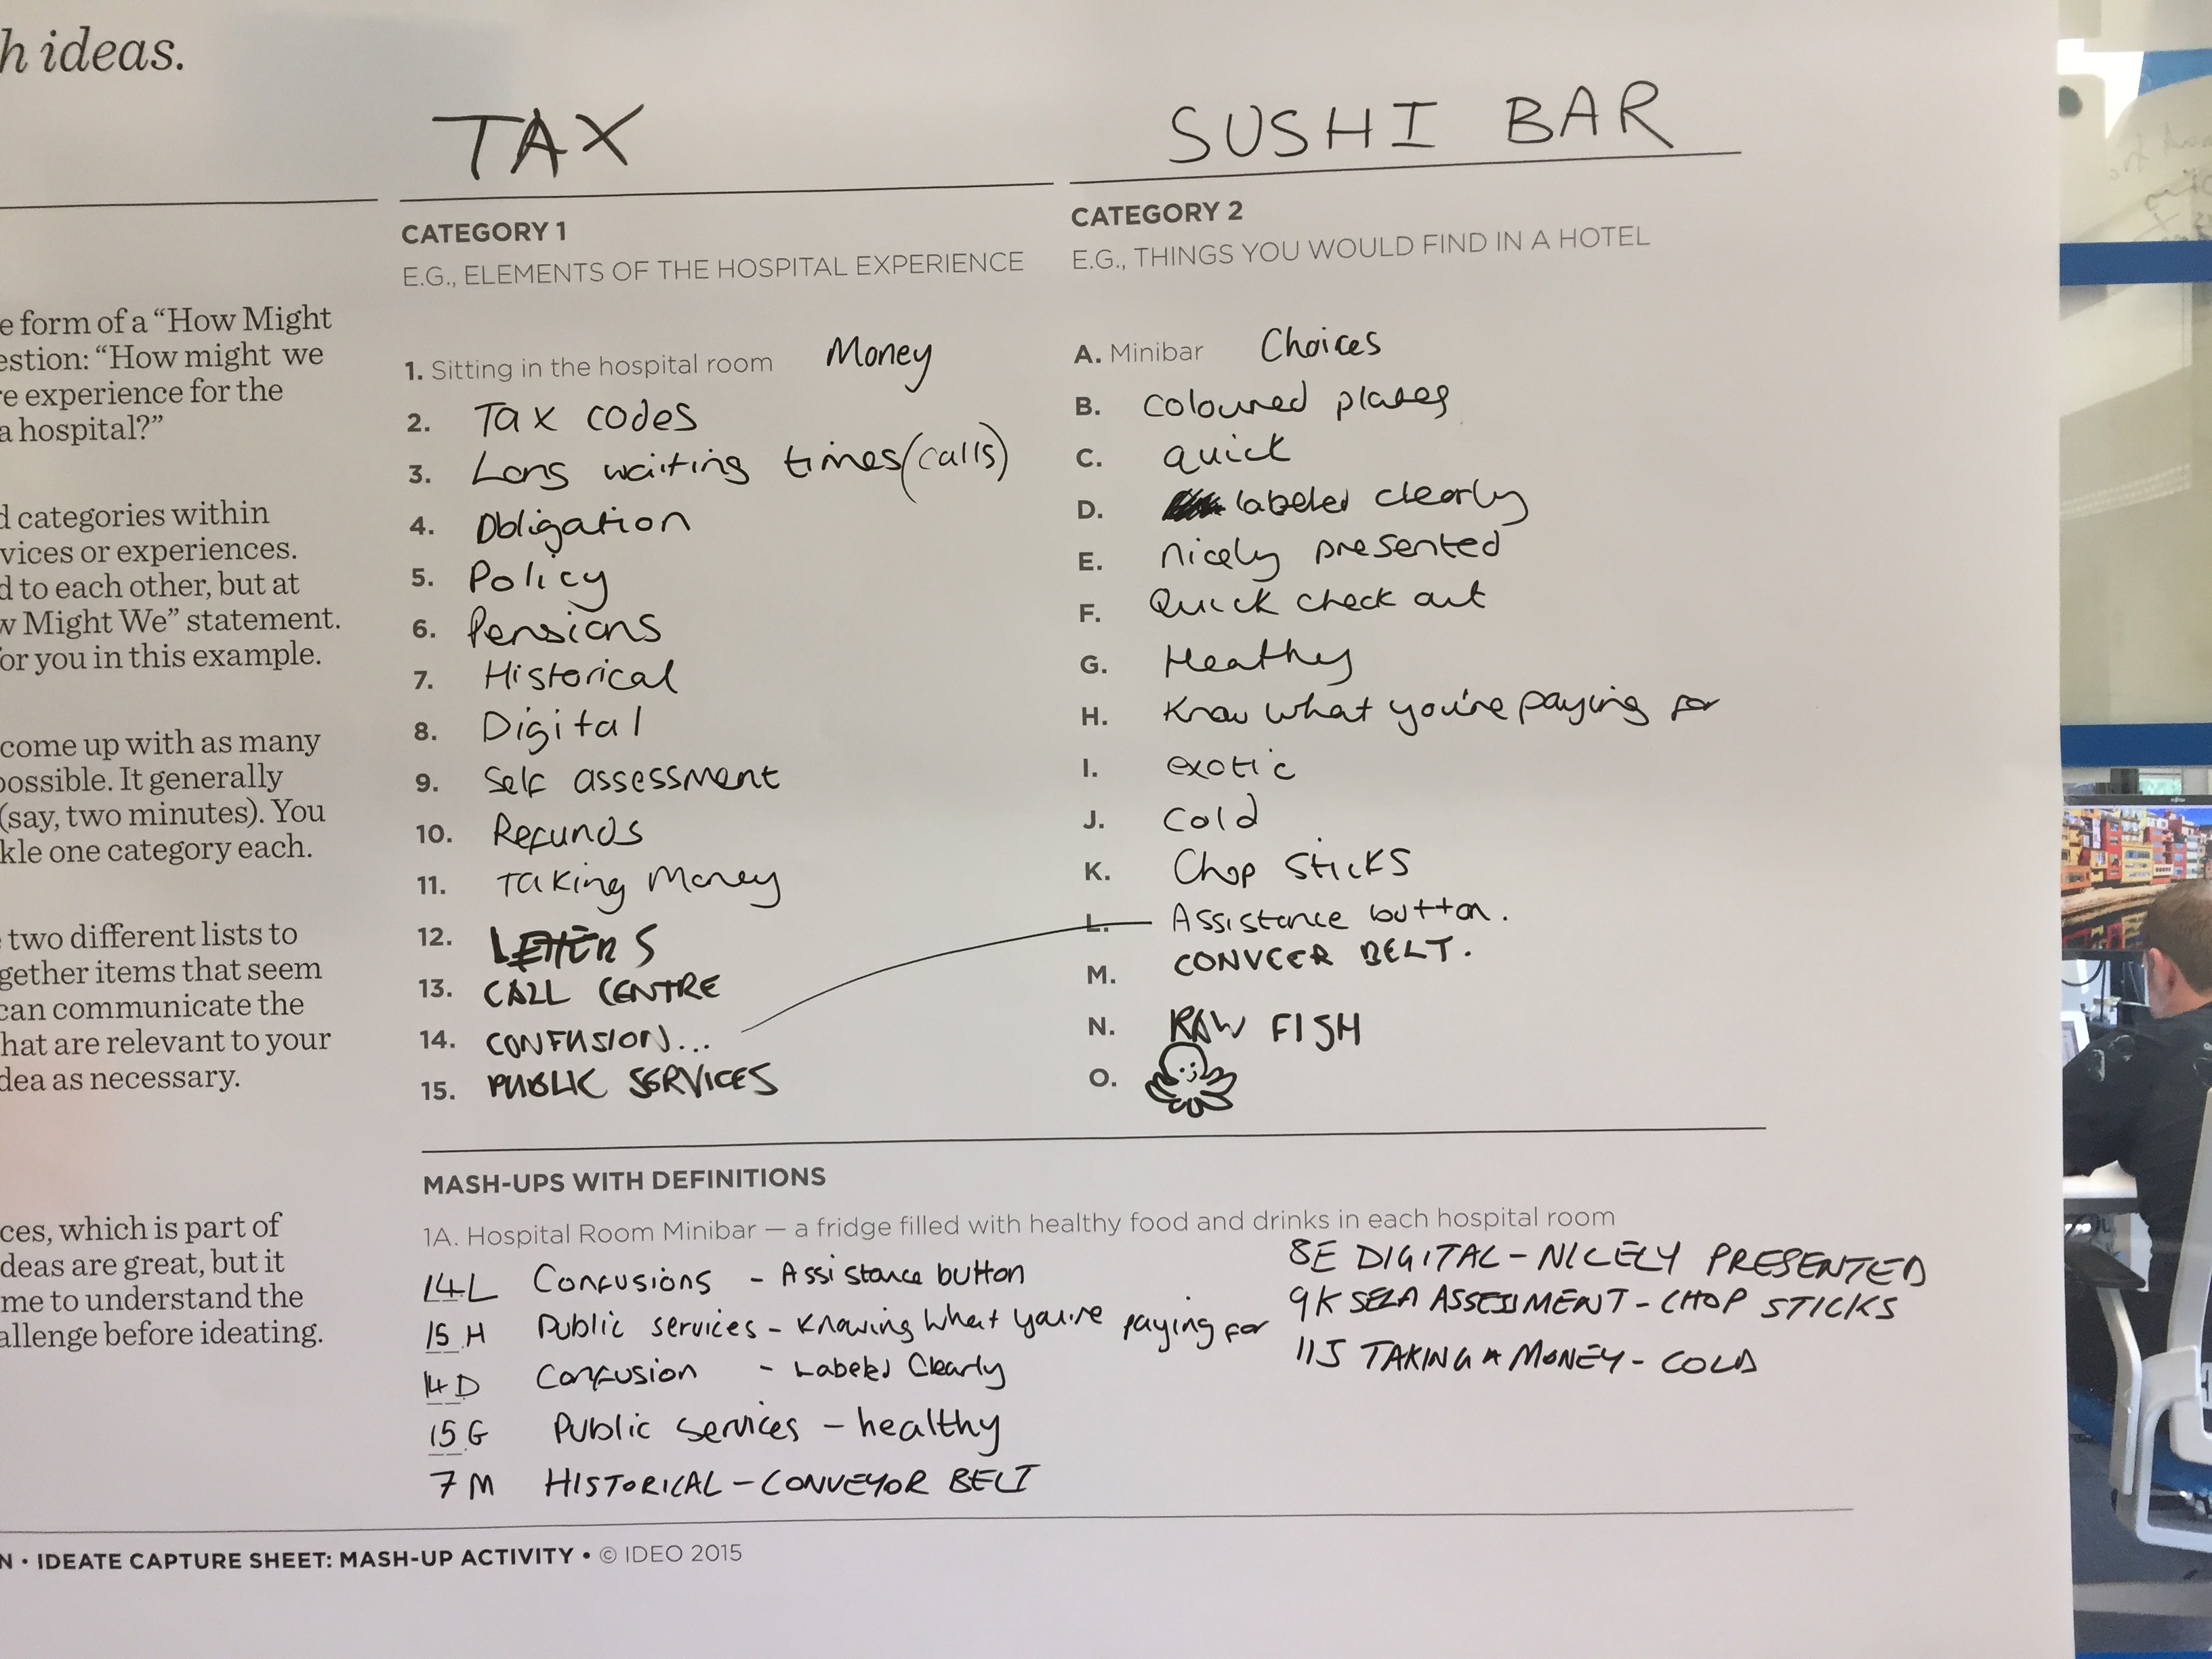 h ideas.
TAX
SUSHI BAR
e form of a “How Might
estion: “How might we
re experience for the
a hospital?”
d categories within
vices or experiences.
d to each other, but at
w Might We” statement.
for you in this example.
come up with as many
possible. It generally
(say, two minutes). You
kle one category each.
two different lists to
gether items that seem
can communicate the
hat are relevant to your
dea as necessary.
ces, which is part of
deas are great, but it
me to understand the
allenge before ideating.
CATEGORY 1
E.G., ELEMENTS OF THE HOSPITAL EXPERIENCE
1. Sitting in the hospital room Money
2. Tax codes
3. Long waiting times (calls)
4. Obligation
5. Policy
6. Pensions
7. Historical
8. Digital
9. Self assessment
10. Refunds
11. Taking Money
12. LETTERS
13. CALL CENTRE
14. CONFUSION...
15. PUBLIC SERVICES
CATEGORY 2
E.G., THINGS YOU WOULD FIND IN A HOTEL
A. Minibar Choices
B. Coloured plates
C. quick
D. labeled clearly
E. nicely presented
F. Quick check out
G. Heathy
H. Know what you're paying for
I. exotic
J. Cold
K. Chop Sticks
L. Assistance button.
M. CONVEER BELT.
N. RAW FISH
O.
MASH-UPS WITH DEFINITIONS
1A. Hospital Room Minibar — a fridge filled with healthy food and drinks in each hospital room
14L Confusions - Assistance button
15 H Public services - Knowing what you're paying for
14 D Confusion - Labeled Clearly
15 G Public services - healthy
7 M HISTORICAL - CONVEYOR BELT
8E DIGITAL - NICELY PRESENTED
9K SELF ASSESSMENT - CHOP STICKS
11J TAKING MONEY - COLD
N • IDEATE CAPTURE SHEET: MASH-UP ACTIVITY • © IDEO 2015